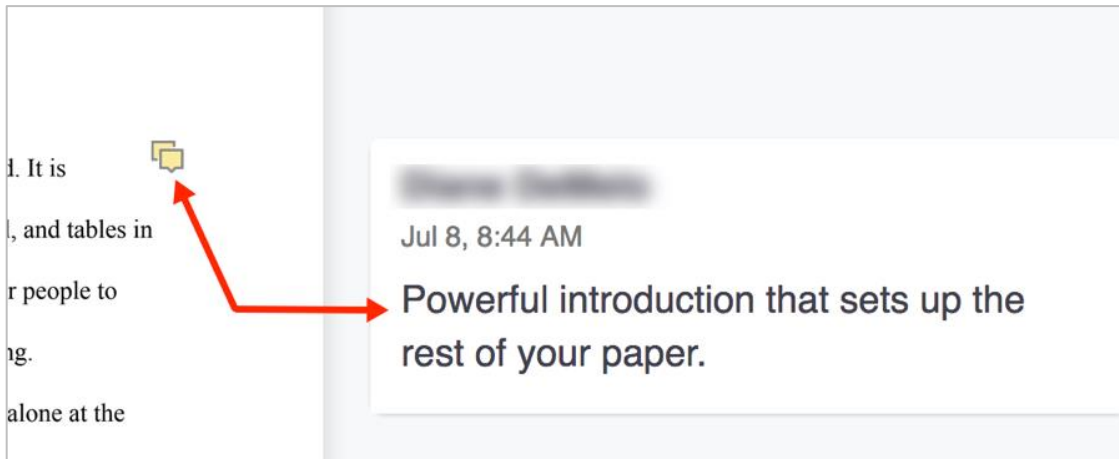 d. It is
, and tables in
r people to
ng.
alone at the
Jul 8, 8:44 AM
Powerful introduction that sets up the
rest of your paper.